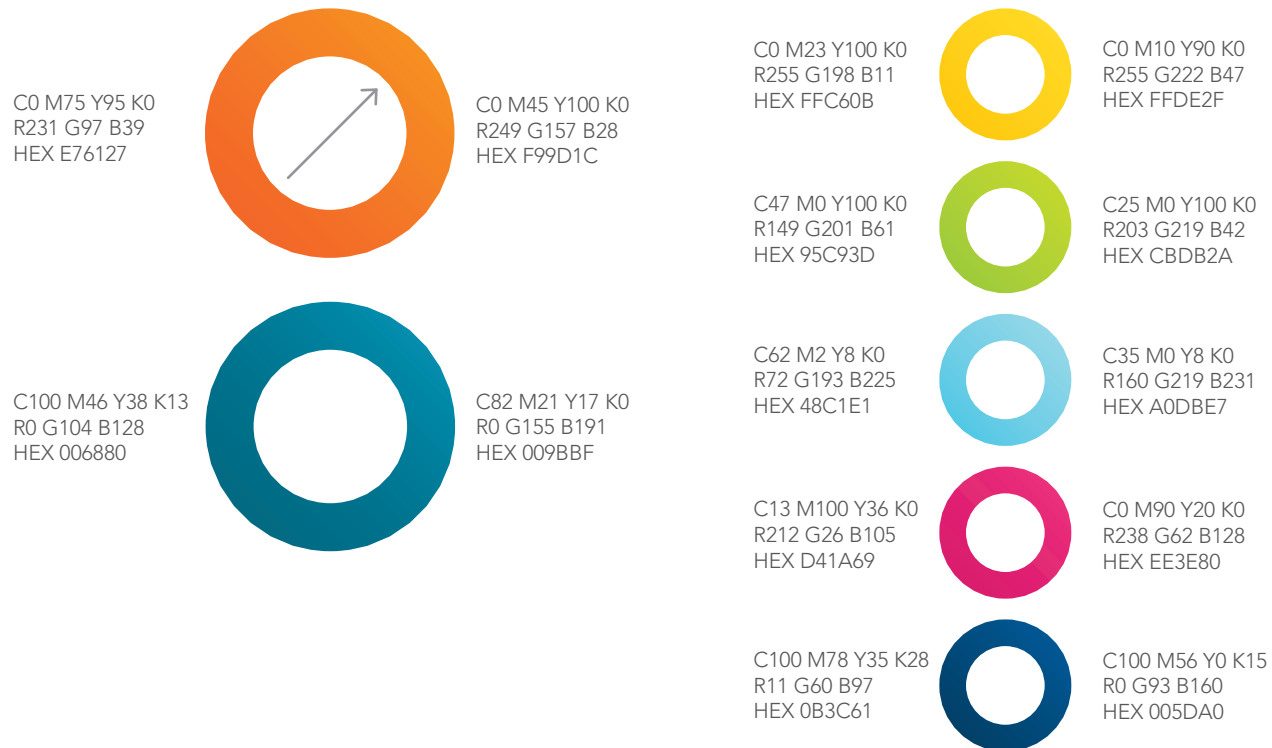 C0 M75 Y95 K0
R231 G97 B39
HEX E76127
C0 M45 Y100 K0
R249 G157 B28
HEX F99D1C
C100 M46 Y38 K13
R0 G104 B128
HEX 006880
C82 M21 Y17 K0
R0 G155 B191
HEX 009BBF
C0 M23 Y100 K0
R255 G198 B11
HEX FFC60B
C0 M10 Y90 K0
R255 G222 B47
HEX FFDE2F
C47 M0 Y100 K0
R149 G201 B61
HEX 95C93D
C25 M0 Y100 K0
R203 G219 B42
HEX CBDB2A
C62 M2 Y8 K0
R72 G193 B225
HEX 48C1E1
C35 M0 Y8 K0
R160 G219 B231
HEX A0DBE7
C13 M100 Y36 K0
R212 G26 B105
HEX D41A69
C0 M90 Y20 K0
R238 G62 B128
HEX EE3E80
C100 M78 Y35 K28
R11 G60 B97
HEX 0B3C61
C100 M56 Y0 K15
R0 G93 B160
HEX 005DA0